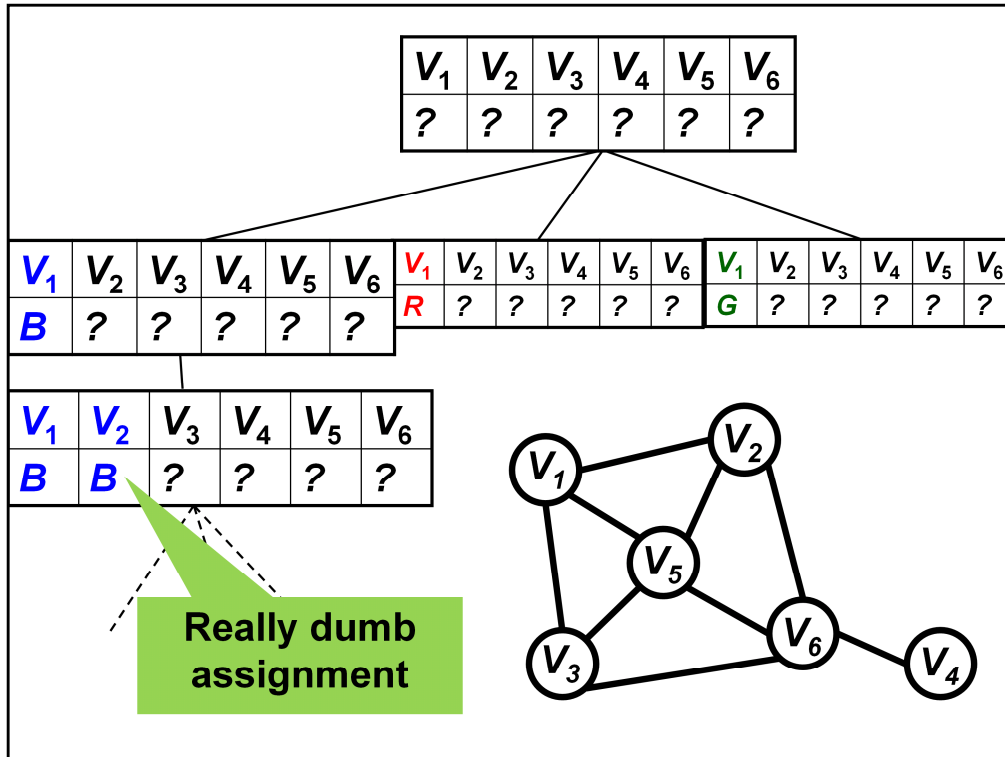 V₁ V₂ V₃ V₄ V₅ V₆
? ? ? ? ? ?
V₁ V₂ V₃ V₄ V₅ V₆
B ? ? ? ? ?
V₁ V₂ V₃ V₄ V₅ V₆
R ? ? ? ? ?
V₁ V₂ V₃ V₄ V₅ V₆
G ? ? ? ? ?
V₁ V₂ V₃ V₄ V₅ V₆
B B ? ? ? ?
Really dumb
assignment
V₁
V₂
V₅
V₃
V₆
V₄